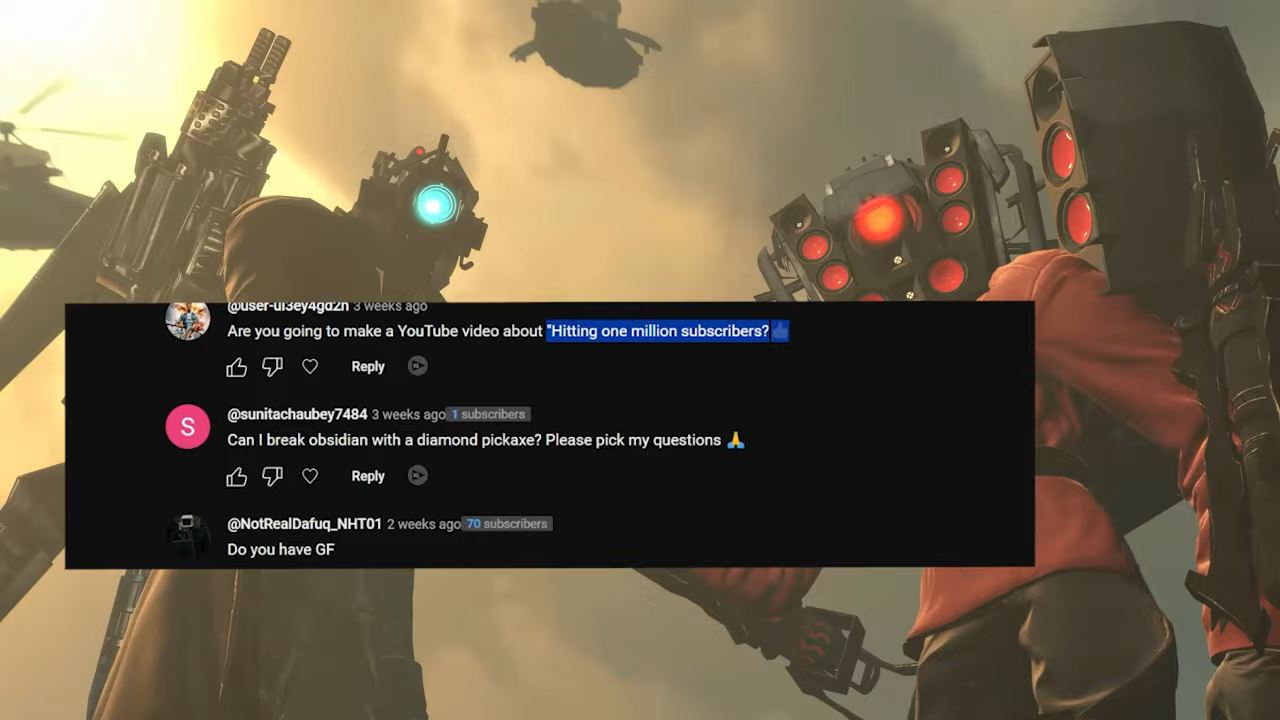 @user-ul3ey4gd2n 3 weeks ago
Are you going to make a YouTube video about "Hitting one million subscribers?👍
Reply
S
@sunitachaubey7484 3 weeks ago 1 subscribers
Can I break obsidian with a diamond pickaxe? Please pick my questions 🙏
Reply
@NotRealDafuq_NHT01 2 weeks ago 70 subscribers
Do you have GF